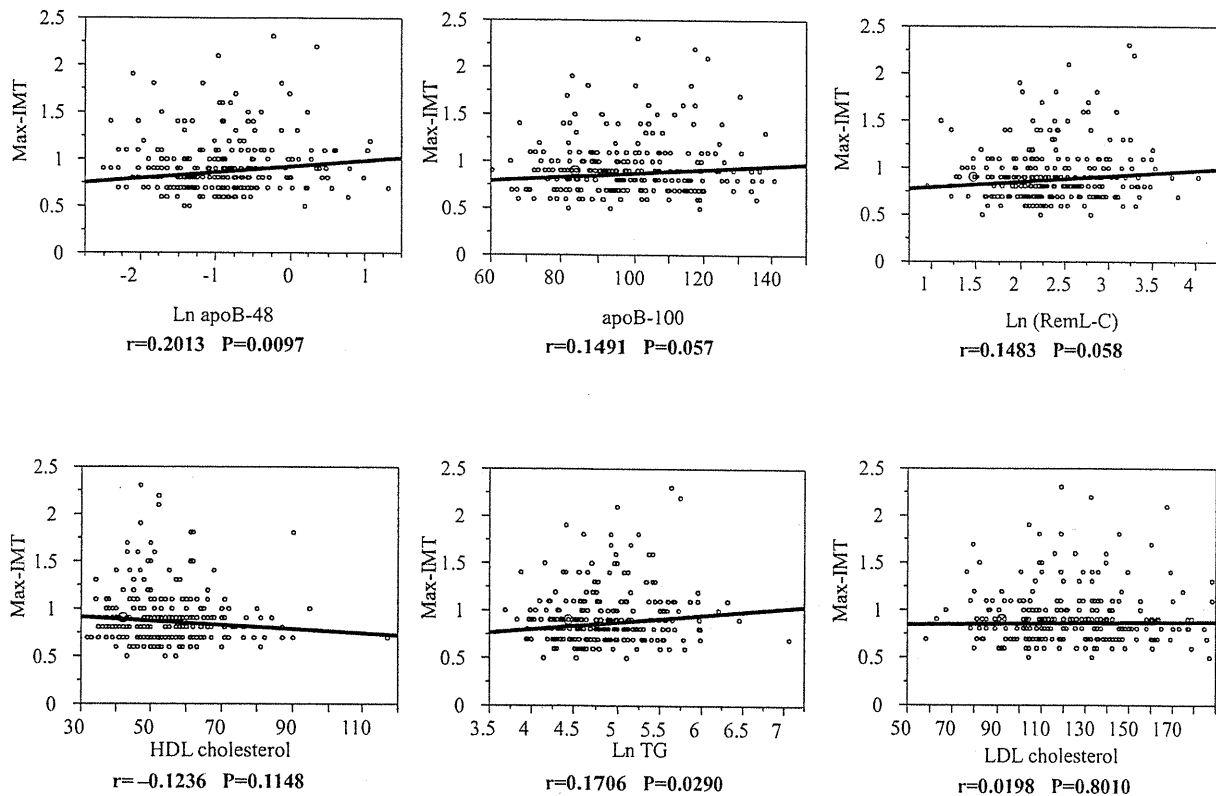 2.5
2
1.5
1
0.5
0
Max-IMT
-2 -1 0 1
Ln apoB-48
r=0.2013 P=0.0097
2.5
2
1.5
1
0.5
0
Max-IMT
60 80 100 120 140
apoB-100
r=0.1491 P=0.057
2.5
2
1.5
1
0.5
0
Max-IMT
1 1.5 2 2.5 3 3.5 4
Ln (RemL-C)
r=0.1483 P=0.058
2.5
2
1.5
1
0.5
0
Max-IMT
30 50 70 90 110
HDL cholesterol
r= –0.1236 P=0.1148
2.5
2
1.5
1
0.5
0
Max-IMT
3.5 4 4.5 5 5.5 6 6.5 7
Ln TG
r=0.1706 P=0.0290
2.5
2
1.5
1
0.5
0
Max-IMT
50 70 90 110 130 150 170
LDL cholesterol
r=0.0198 P=0.8010